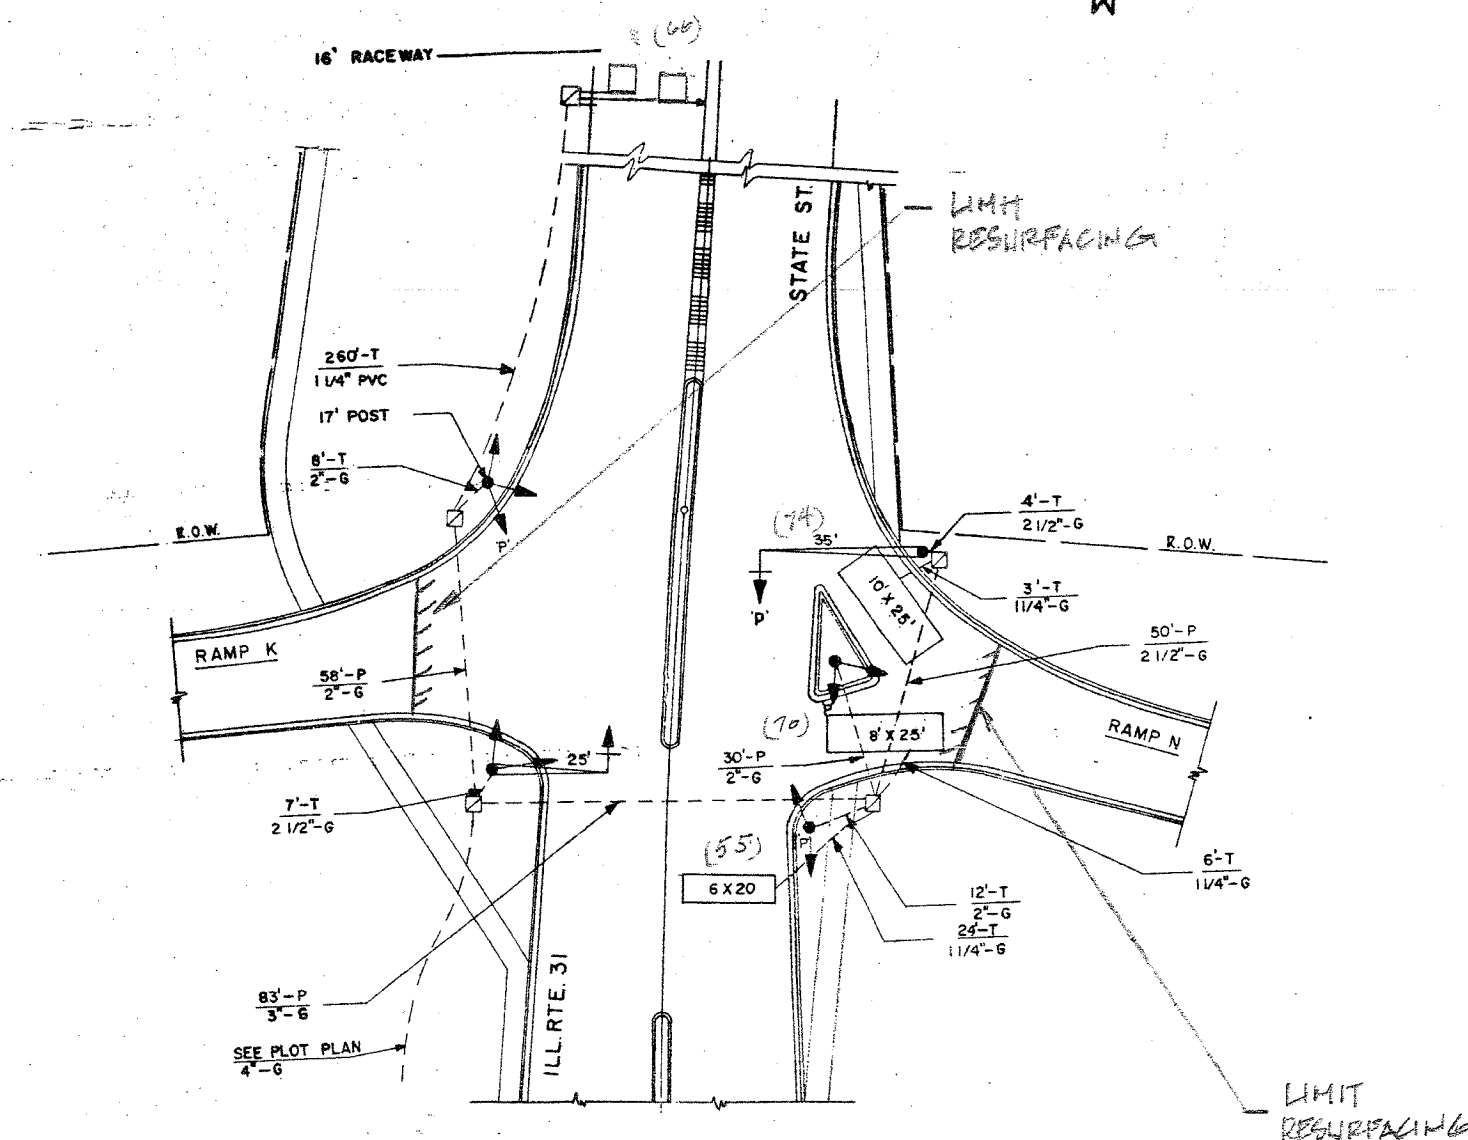 (66)
16' RACEWAY
LIMIT
RESURFACING
STATE ST.
260'-T
1 1/4" PVC
17' POST
8'-T
2"-G
'P'
R.O.W.
(74)
35'
4'-T
2 1/2"-G
R.O.W.
10' X 25'
3'-T
1 1/4"-G
'P'
RAMP K
50'-P
2 1/2"-G
58'-P
2"-G
(70)
8' X 25'
RAMP N
25'
30'-P
2"-G
7'-T
2 1/2"-G
'P'
(55)
6 X 20
6'-T
1 1/4"-G
12'-T
2"-G
24'-T
1 1/4"-G
ILL. RTE. 31
83'-P
3"-G
SEE PLOT PLAN
4"-G
LIMIT
RESURFACING